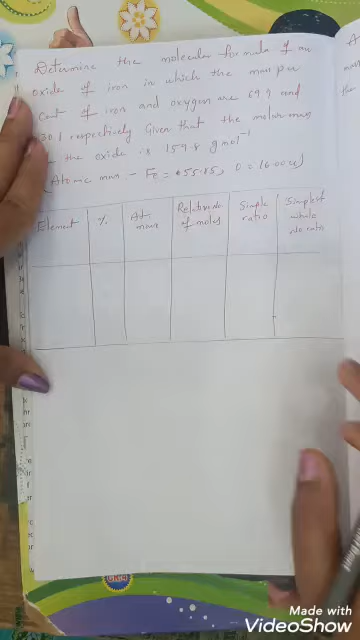 Determine the molecular formula of an
oxide of iron in which the mass per
cent of iron and oxygen are 69.9 and
30.1 respectively Given that the molar mass
the oxide is 159.8 g mol⁻¹
(Atomic mass - Fe = 55.85, O = 16.00 u)
Element % At. mass Relative No of moles Simple ratio Simplest whole No ratio
Made With
VideoShow